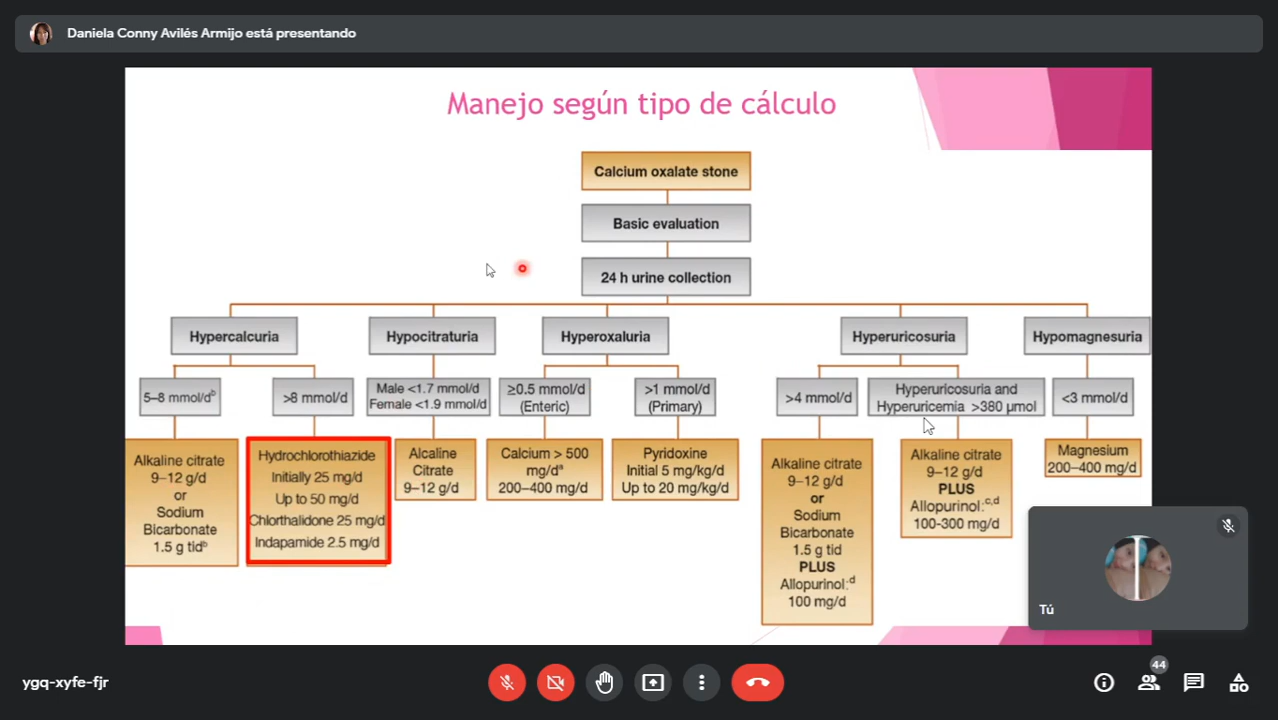 Daniela Conny Avilés Armijo está presentando
Manejo según tipo de cálculo
Calcium oxalate stone
Basic evaluation
24 h urine collection
Hypercalcuria
Hypocitraturia
Hyperoxaluria
Hyperuricosuria
Hypomagnesuria
5–8 mmol/dᵇ
>8 mmol/d
Male <1.7 mmol/d
Female <1.9 mmol/d
≥0.5 mmol/d
(Enteric)
>1 mmol/d
(Primary)
>4 mmol/d
Hyperuricosuria and
Hyperuricemia >380 µmol
<3 mmol/d
Alkaline citrate
9–12 g/d
or
Sodium
Bicarbonate
1.5 g tidᵇ
Hydrochlorothiazide
Initially 25 mg/d
Up to 50 mg/d
Chlorthalidone 25 mg/d
Indapamide 2.5 mg/d
Alcaline
Citrate
9–12 g/d
Calcium > 500
mg/dᵃ
200–400 mg/d
Pyridoxine
Initial 5 mg/kg/d
Up to 20 mg/kg/d
Alkaline citrate
9–12 g/d
or
Sodium
Bicarbonate
1.5 g tid
PLUS
Allopurinol:ᵈ
100 mg/d
Alkaline citrate
9–12 g/d
PLUS
Allopurinol:ᶜ,ᵈ
100-300 mg/d
Magnesium
200–400 mg/d
Tú
ygq-xyfe-fjr
44